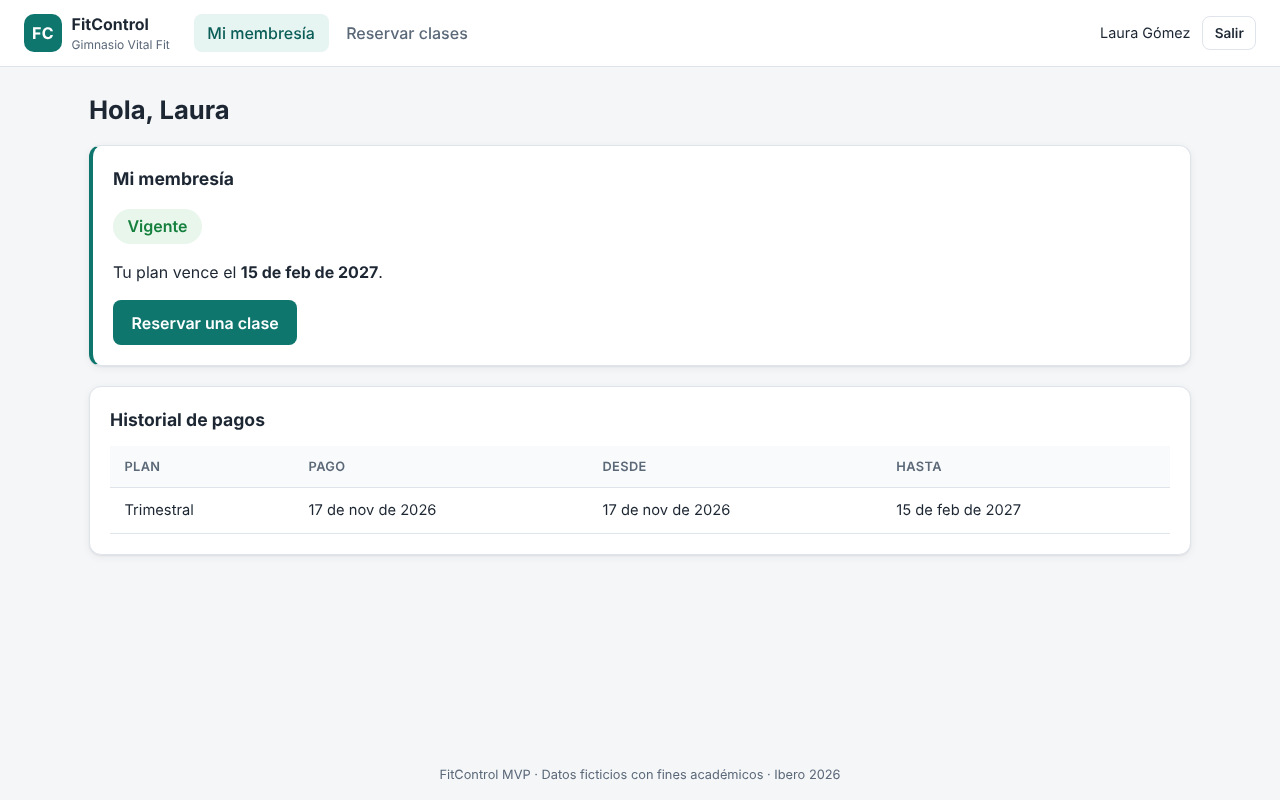 FC
FitControl
Gimnasio Vital Fit
Mi membresía
Reservar clases
Laura Gómez
Salir
Hola, Laura
Mi membresía
Vigente
Tu plan vence el 15 de feb de 2027.
Reservar una clase
Historial de pagos
PLAN PAGO DESDE HASTA
Trimestral 17 de nov de 2026 17 de nov de 2026 15 de feb de 2027
FitControl MVP · Datos ficticios con fines académicos · Ibero 2026